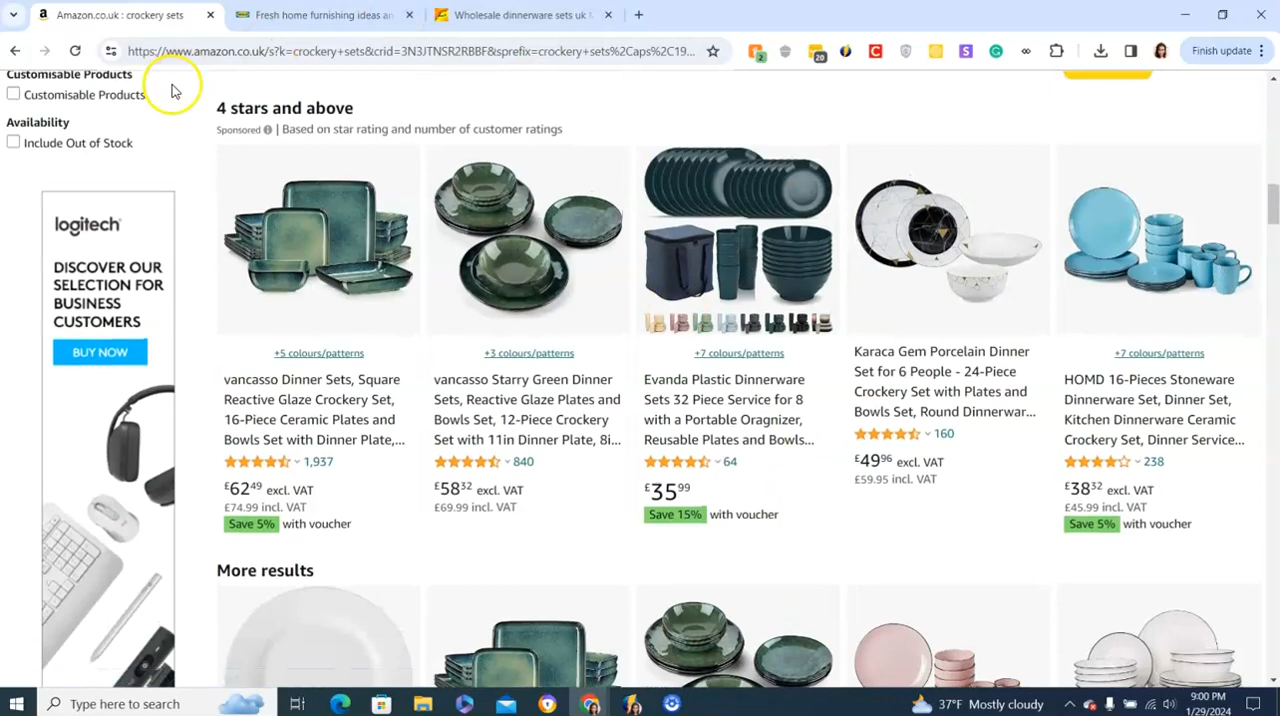 Amazon.co.uk : crockery sets
Fresh home furnishing ideas an
Wholesale dinnerware sets uk M
https://www.amazon.co.uk/s?k=crockery+sets&crid=3N3JTNSR2RBBF&sprefix=crockery+sets%2Caps%2C19...
2
20
Finish update
Customisable Products
Customisable Products
Availability
Include Out of Stock
logitech
DISCOVER OUR
SELECTION FOR
BUSINESS
CUSTOMERS
BUY NOW
4 stars and above
Sponsored | Based on star rating and number of customer ratings
+5 colours/patterns
vancasso Dinner Sets, Square
Reactive Glaze Crockery Set,
16-Piece Ceramic Plates and
Bowls Set with Dinner Plate,...
1,937
£62.49 excl. VAT
£74.99 incl. VAT
Save 5% with voucher
+3 colours/patterns
vancasso Starry Green Dinner
Sets, Reactive Glaze Plates and
Bowls Set, 12-Piece Crockery
Set with 11in Dinner Plate, 8i...
840
£58.32 excl. VAT
£69.99 incl. VAT
+7 colours/patterns
Evanda Plastic Dinnerware
Sets 32 Piece Service for 8
with a Portable Oragnizer,
Reusable Plates and Bowls...
64
£35.99
Save 15% with voucher
Karaca Gem Porcelain Dinner
Set for 6 People - 24-Piece
Crockery Set with Plates and
Bowls Set, Round Dinnerwar...
160
£49.96 excl. VAT
£59.95 incl. VAT
+7 colours/patterns
HOMD 16-Pieces Stoneware
Dinnerware Set, Dinner Set,
Kitchen Dinnerware Ceramic
Crockery Set, Dinner Service...
238
£38.32 excl. VAT
£45.99 incl. VAT
Save 5% with voucher
More results
Type here to search
37°F Mostly cloudy
9:00 PM
1/29/2024